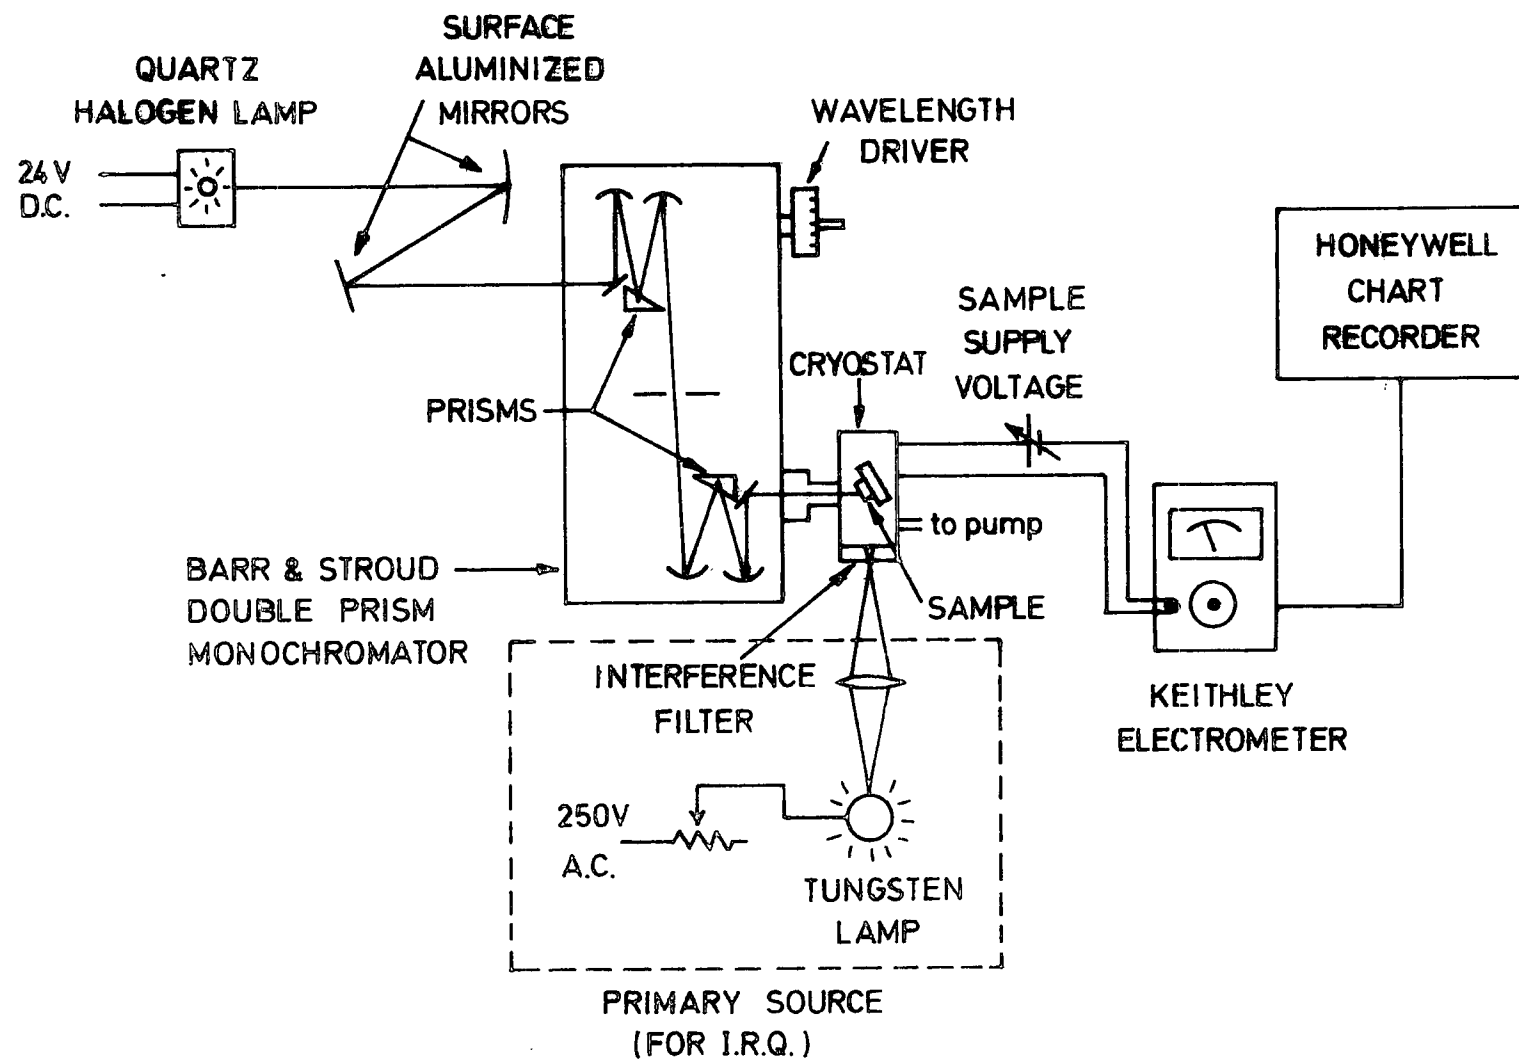 SURFACE
ALUMINIZED
MIRRORS
QUARTZ
HALOGEN LAMP
24V
D.C.
WAVELENGTH
DRIVER
HONEYWELL
CHART
RECORDER
SAMPLE
SUPPLY
VOLTAGE
CRYOSTAT
PRISMS
to pump
BARR & STROUD
DOUBLE PRISM
MONOCHROMATOR
SAMPLE
INTERFERENCE
FILTER
KEITHLEY
ELECTROMETER
250V
A.C.
TUNGSTEN
LAMP
PRIMARY SOURCE
(FOR I.R.Q.)